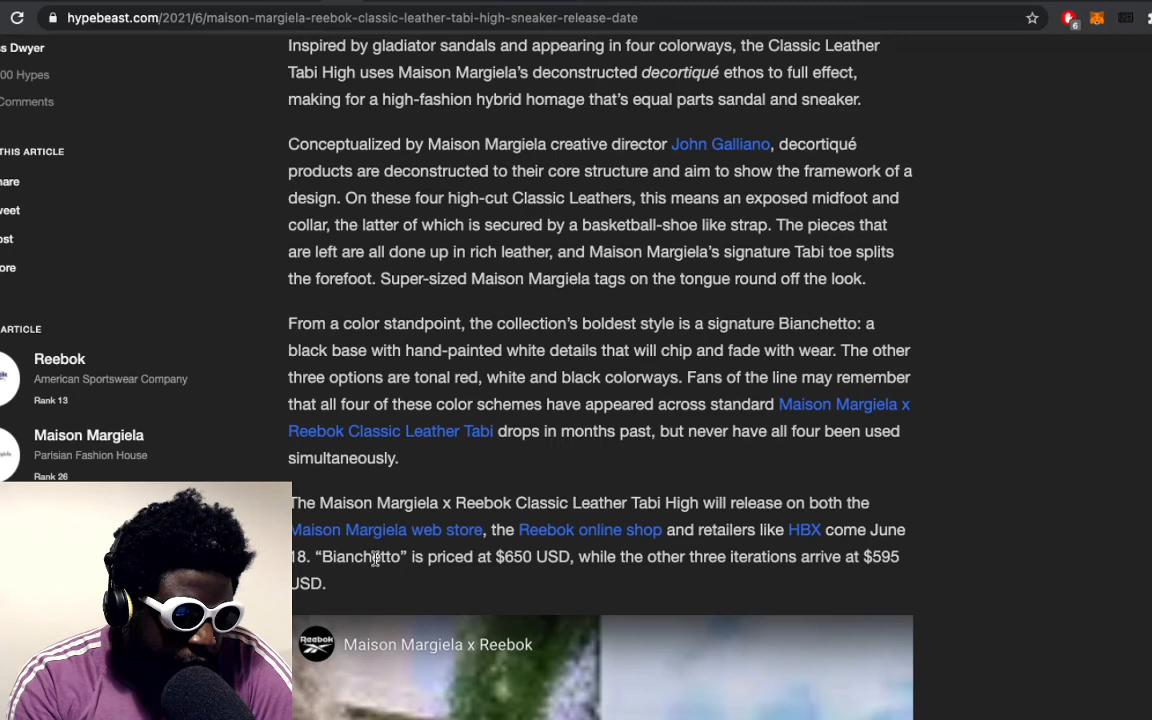 hypebeast.com/2021/6/maison-margiela-reebok-classic-leather-tabi-high-sneaker-release-date
6
ss Dwyer
00 Hypes
Comments
THIS ARTICLE
hare
weet
ost
ore
ARTICLE
Reebok
American Sportswear Company
Rank 13
Maison Margiela
Parisian Fashion House
Rank 26
Inspired by gladiator sandals and appearing in four colorways, the Classic Leather
Tabi High uses Maison Margiela’s deconstructed decortiqué ethos to full effect,
making for a high-fashion hybrid homage that’s equal parts sandal and sneaker.
Conceptualized by Maison Margiela creative director John Galliano, decortiqué
products are deconstructed to their core structure and aim to show the framework of a
design. On these four high-cut Classic Leathers, this means an exposed midfoot and
collar, the latter of which is secured by a basketball-shoe like strap. The pieces that
are left are all done up in rich leather, and Maison Margiela’s signature Tabi toe splits
the forefoot. Super-sized Maison Margiela tags on the tongue round off the look.
From a color standpoint, the collection’s boldest style is a signature Bianchetto: a
black base with hand-painted white details that will chip and fade with wear. The other
three options are tonal red, white and black colorways. Fans of the line may remember
that all four of these color schemes have appeared across standard Maison Margiela x
Reebok Classic Leather Tabi drops in months past, but never have all four been used
simultaneously.
The Maison Margiela x Reebok Classic Leather Tabi High will release on both the
Maison Margiela web store, the Reebok online shop and retailers like HBX come June
18. “Bianchitto” is priced at $650 USD, while the other three iterations arrive at $595
USD.
Reebok
Maison Margiela x Reebok